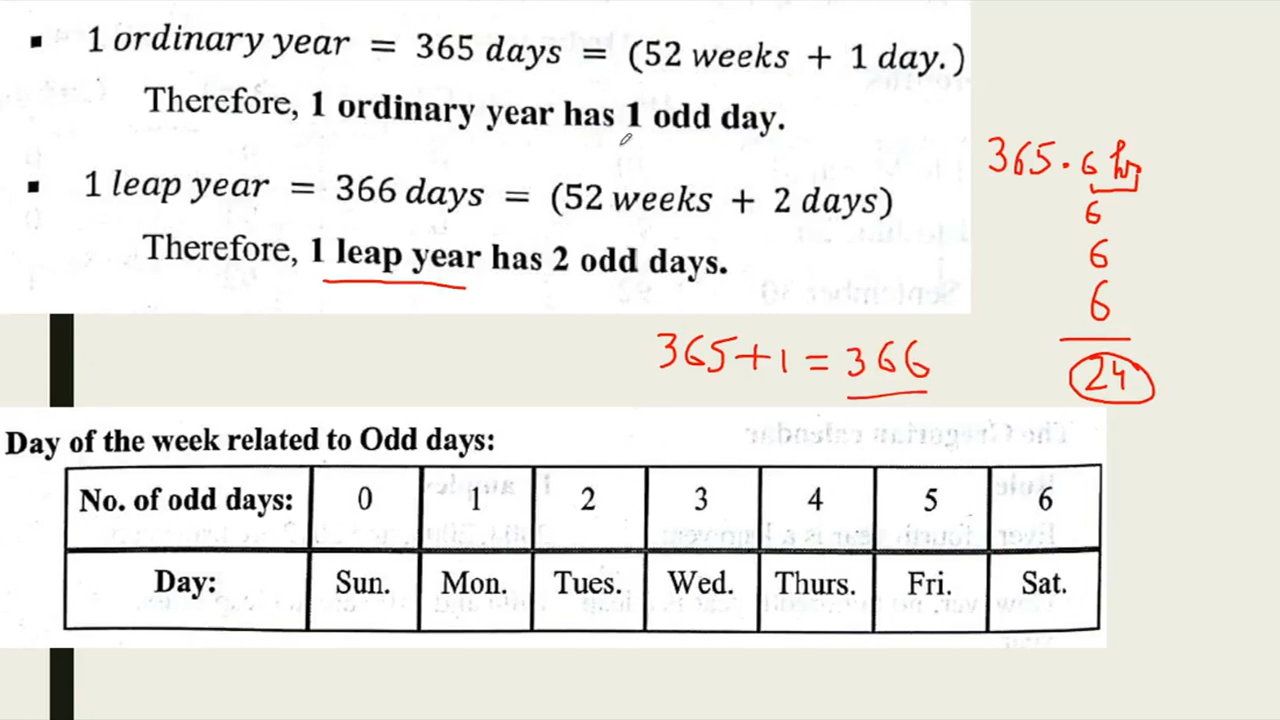 ▪ 1 ordinary year = 365 days = (52 weeks + 1 day.)
Therefore, 1 ordinary year has 1 odd day.
▪ 1 leap year = 366 days = (52 weeks + 2 days)
Therefore, 1 leap year has 2 odd days.
365. 6 hr
6
6
6
24
365+1 = 366
Day of the week related to Odd days:
No. of odd days: 0 1 2 3 4 5 6
Day: Sun. Mon. Tues. Wed. Thurs. Fri. Sat.